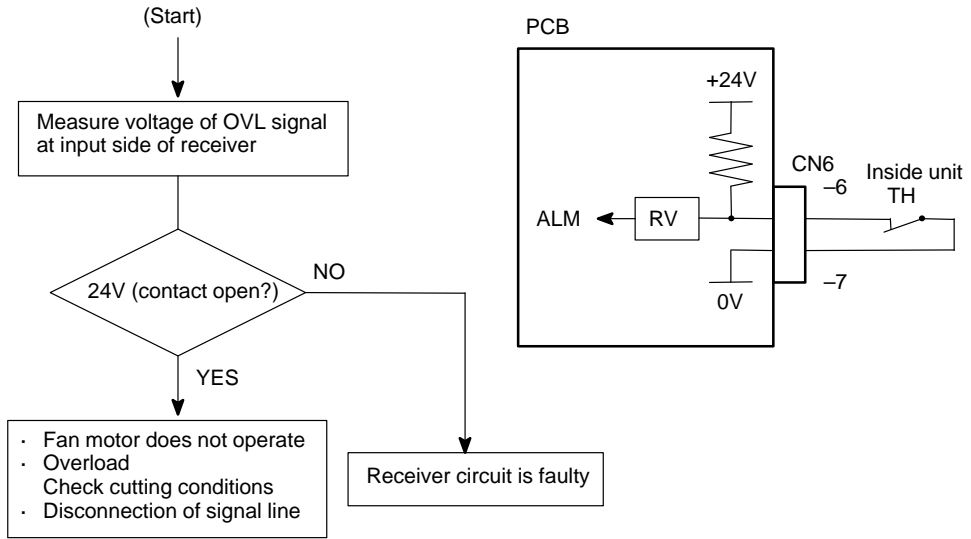 (Start)
Measure voltage of OVL signal
at input side of receiver
24V (contact open?)
NO
YES
· Fan motor does not operate
· Overload
Check cutting conditions
· Disconnection of signal line
Receiver circuit is faulty
PCB
+24V
CN6
–6
Inside unit
TH
ALM
RV
0V
–7